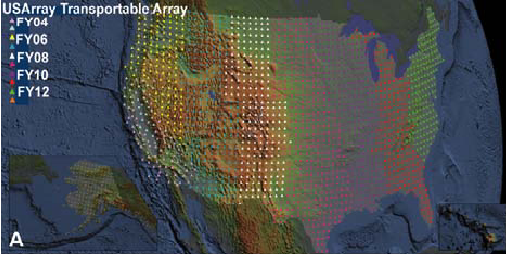 USArray Transportable Array
FY04
FY06
FY08
FY10
FY12
A